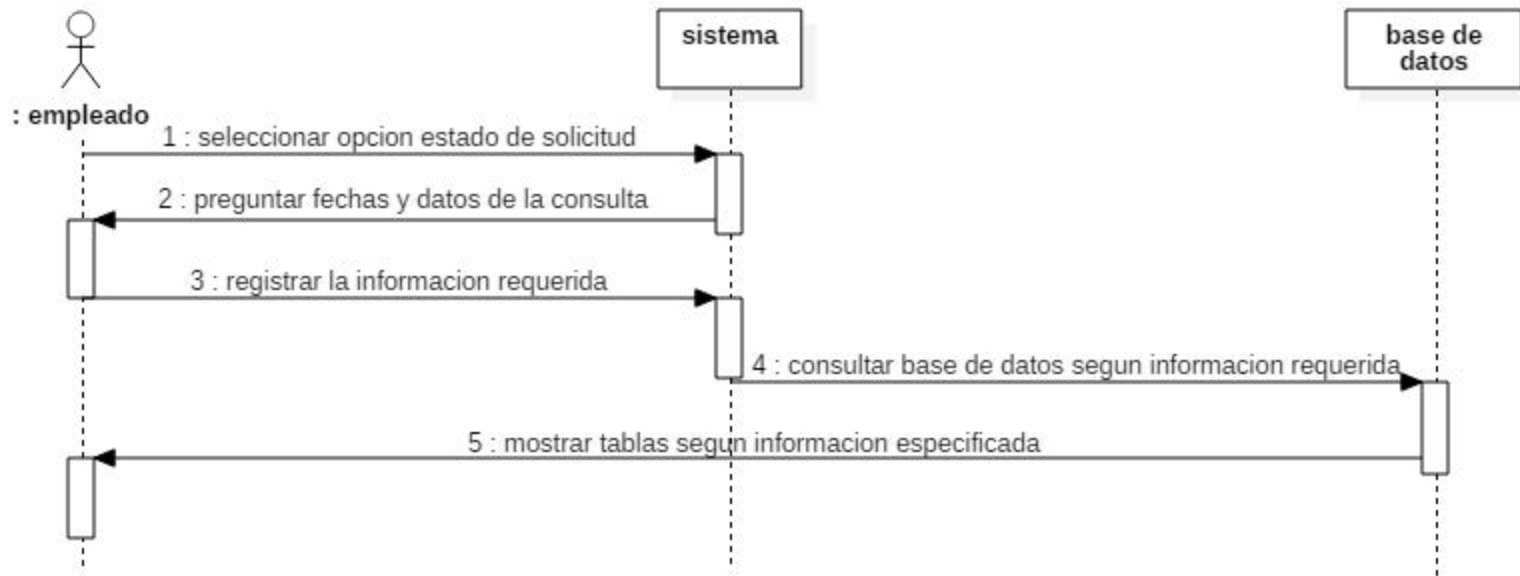 sistema
base de
datos
: empleado
1 : seleccionar opcion estado de solicitud
2 : preguntar fechas y datos de la consulta
3 : registrar la informacion requerida
4 : consultar base de datos segun informacion requerida
5 : mostrar tablas segun informacion especificada